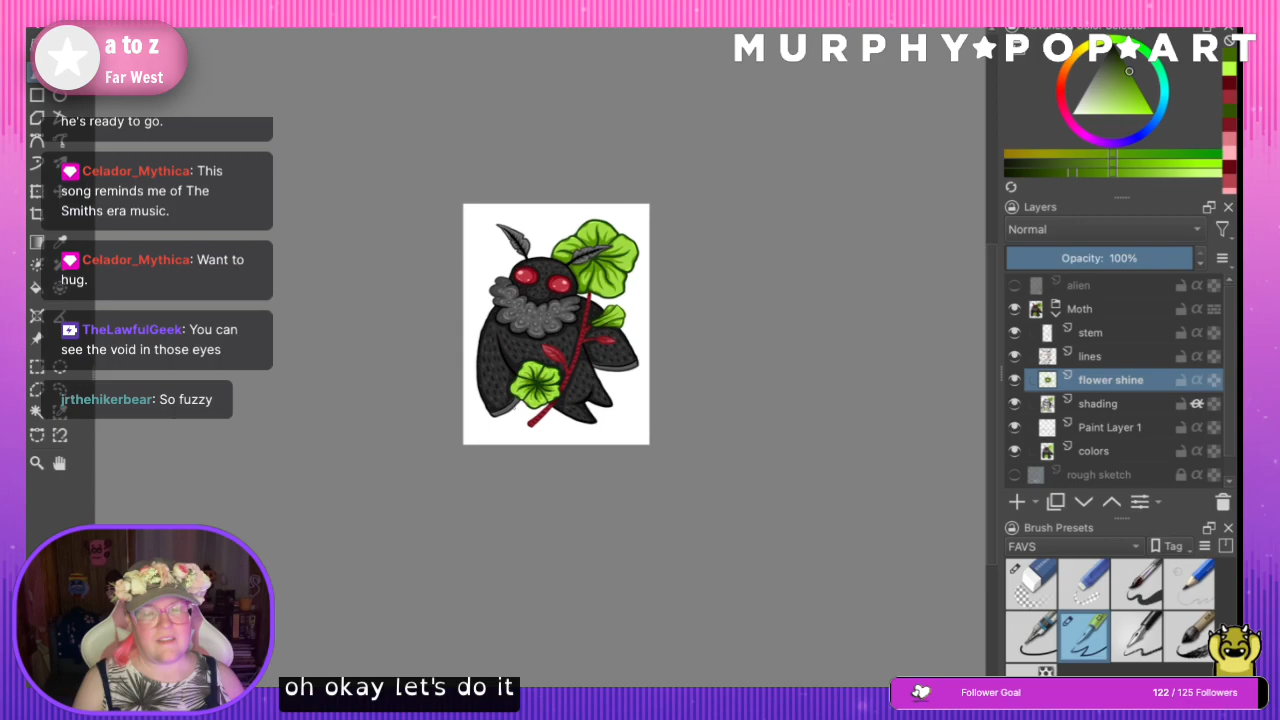 a to z
Far West
MURPHY★POP★ART
he's ready to go.
Celador_Mythica: This
song reminds me of The
Smiths era music.
Celador_Mythica: Want to
hug.
TheLawfulGeek: You can
see the void in those eyes
jrthehikerbear: So fuzzy
Advanced Color Selector
Layers
Normal
Opacity: 100%
alien
Moth
stem
lines
flower shine
shading
Paint Layer 1
colors
rough sketch
Brush Presets
FAVS
Tag
oh okay let's do it
Follower Goal
122 / 125 Followers